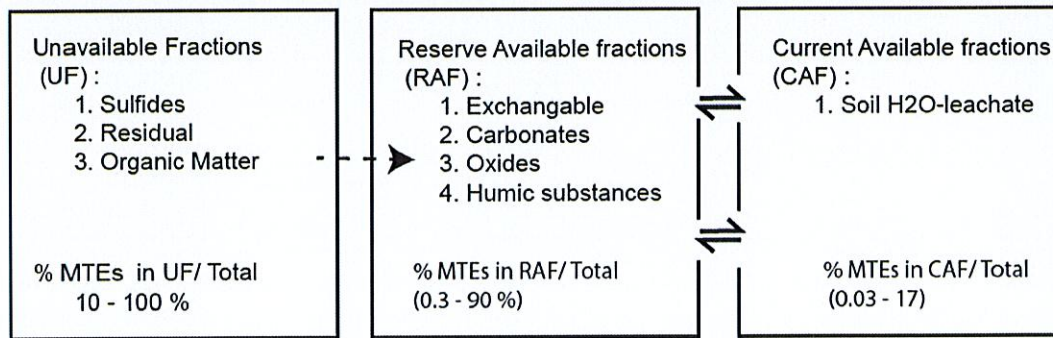 Unavailable Fractions
(UF) :
1. Sulfides
2. Residual
3. Organic Matter
% MTEs in UF/ Total
10 - 100 %
Reserve Available fractions
(RAF) :
1. Exchangable
2. Carbonates
3. Oxides
4. Humic substances
% MTEs in RAF/ Total
(0.3 - 90 %)
Current Available fractions
(CAF) :
1. Soil H2O-leachate
% MTEs in CAF/ Total
(0.03 - 17)